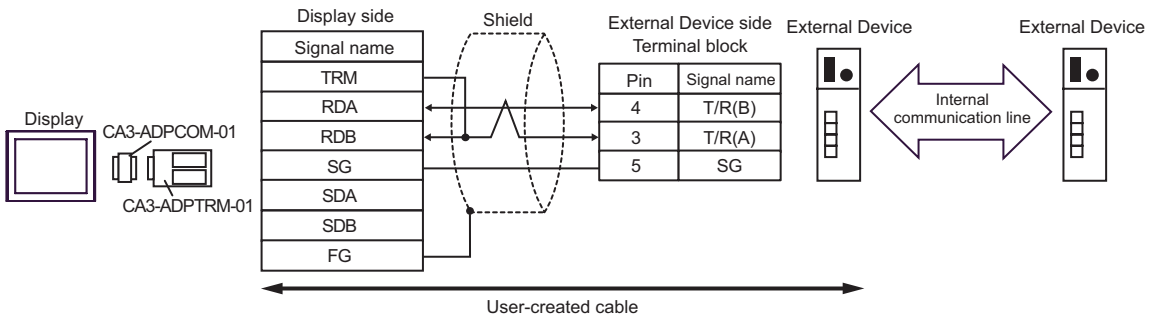 Display side
Shield
External Device side
Terminal block
External Device
External Device
Signal name
TRM
RDA
RDB
SG
SDA
SDB
FG
Pin Signal name
4 T/R(B)
3 T/R(A)
5 SG
Internal
communication line
Display
CA3-ADPCOM-01
CA3-ADPTRM-01
User-created cable